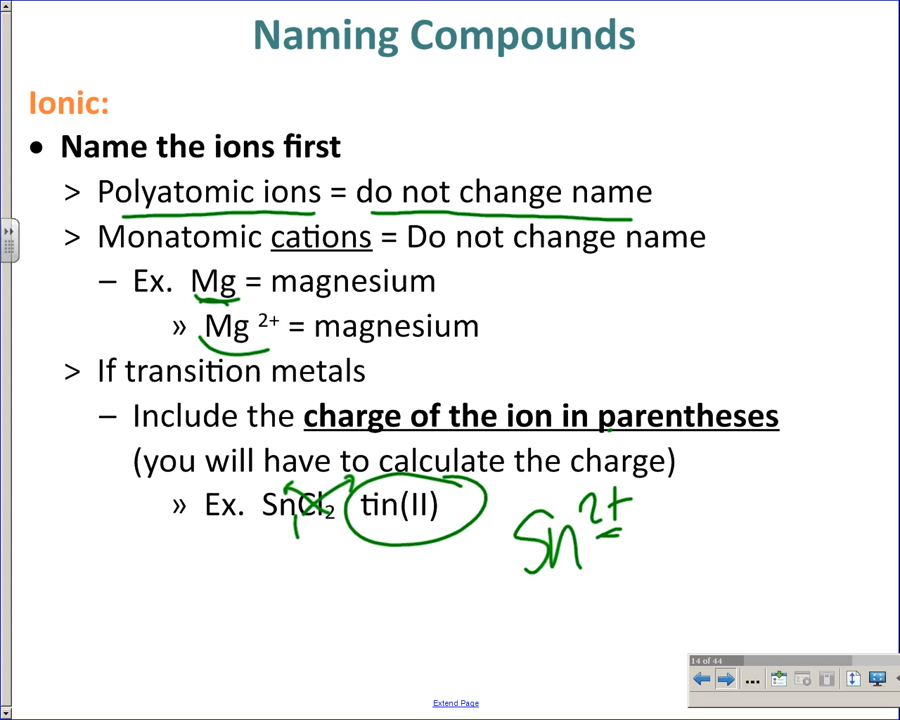 Naming Compounds
Ionic:
• Name the ions first
> Polyatomic ions = do not change name
> Monatomic cations = Do not change name
– Ex. Mg = magnesium
» Mg 2+ = magnesium
> If transition metals
– Include the charge of the ion in parentheses
(you will have to calculate the charge)
» Ex. SnCl₂ tin(II)
1
Sn²⁺
14 of 44
Extend Page